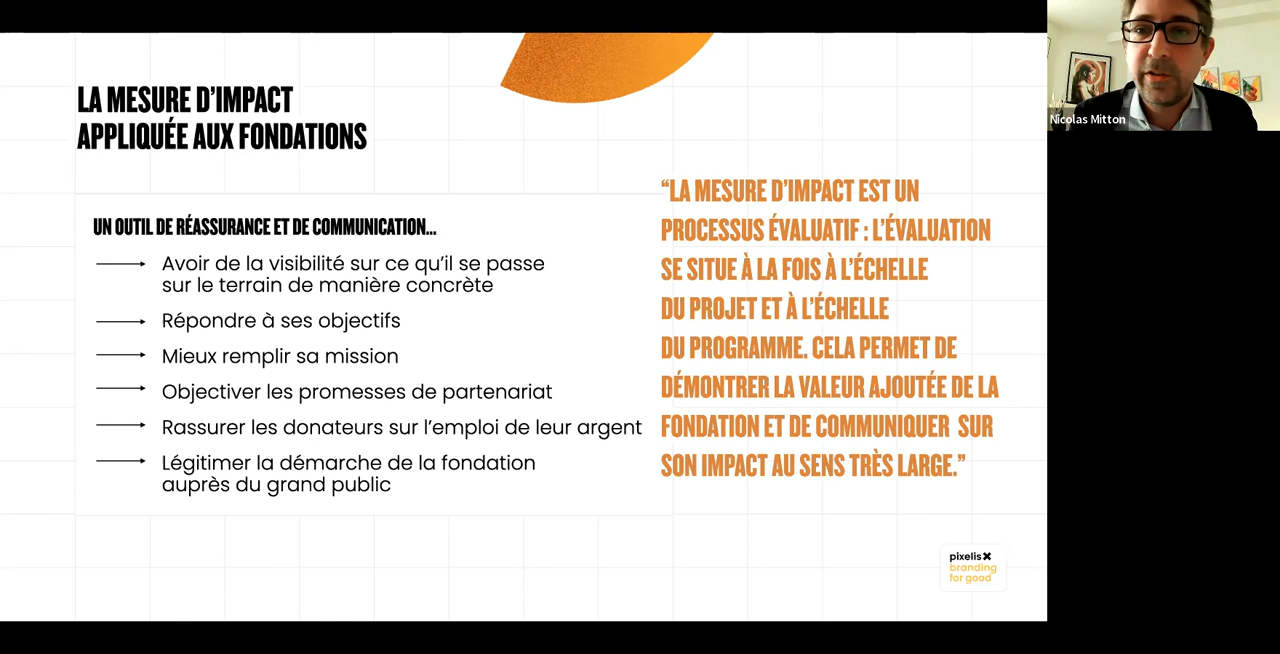 LA MESURE D'IMPACT
APPLIQUÉE AUX FONDATIONS
UN OUTIL DE RÉASSURANCE ET DE COMMUNICATION...
Avoir de la visibilité sur ce qu'il se passe
sur le terrain de manière concrète
Répondre à ses objectifs
Mieux remplir sa mission
Objectiver les promesses de partenariat
Rassurer les donateurs sur l'emploi de leur argent
Légitimer la démarche de la fondation
auprès du grand public
“LA MESURE D'IMPACT EST UN
PROCESSUS ÉVALUATIF : L'ÉVALUATION
SE SITUE À LA FOIS À L'ÉCHELLE
DU PROJET ET À L'ÉCHELLE
DU PROGRAMME. CELA PERMET DE
DÉMONTRER LA VALEUR AJOUTÉE DE LA
FONDATION ET DE COMMUNIQUER SUR
SON IMPACT AU SENS TRÈS LARGE.”
pixelis
branding
for good
Nicolas Mitton